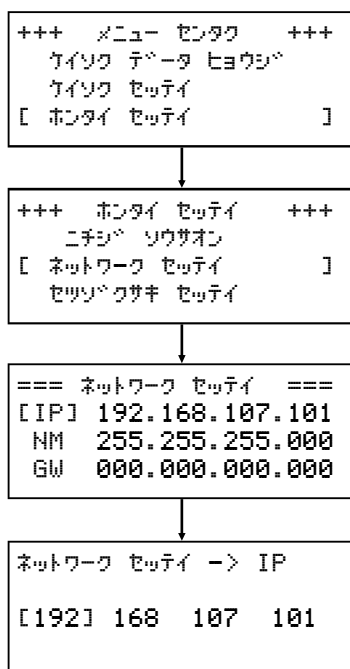 +++ メニュー センタク +++
ケイソク データ ヒョウジ
ケイソク セッテイ
[ ホンタイ セッテイ ]
+++ ホンタイ セッテイ +++
ニチジ ソウサオン
[ ネットワーク セッテイ ]
セツゾクサキ セッテイ
=== ネットワーク セッテイ ===
[IP] 192.168.107.101
NM 255.255.255.000
GW 000.000.000.000
ネットワーク セッテイ -> IP
[192] 168 107 101